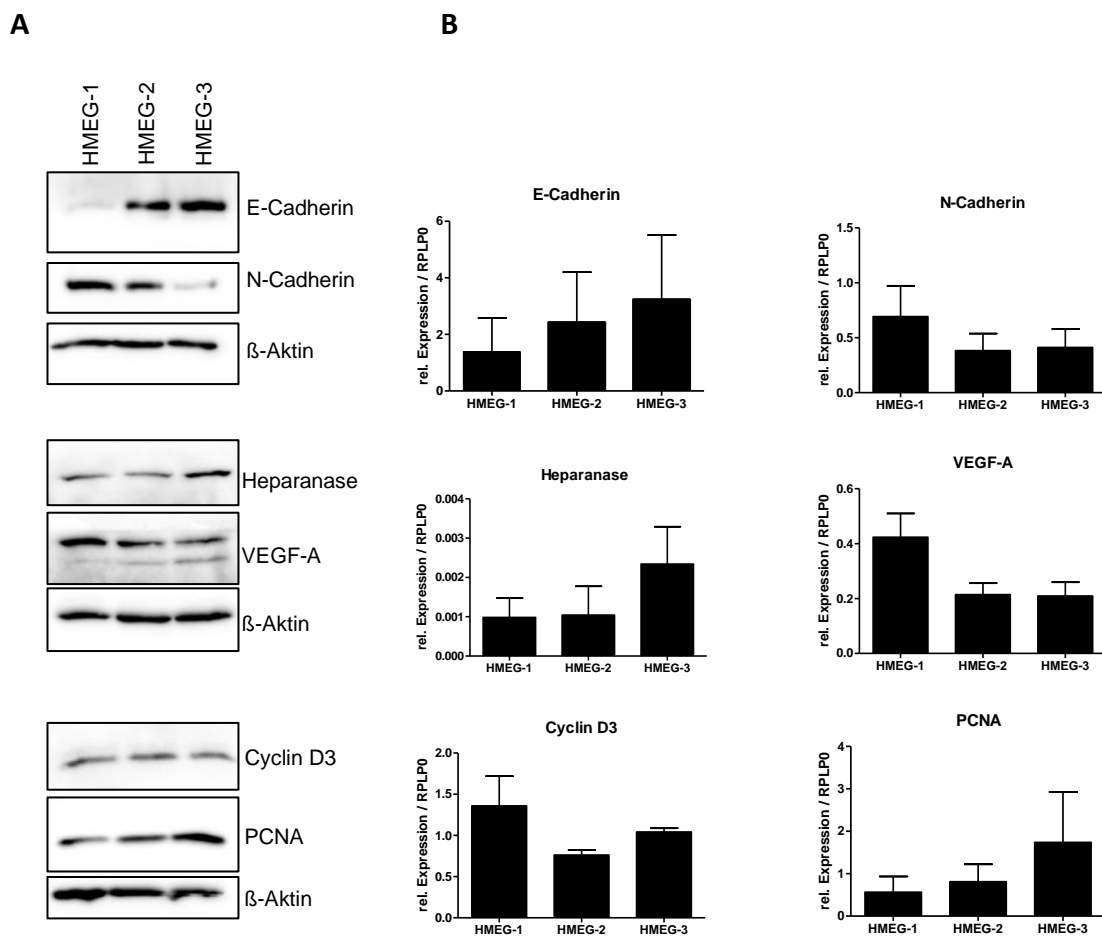 A
B
HMEG-1
HMEG-2
HMEG-3
E-Cadherin
N-Cadherin
ß-Aktin
Heparanase
VEGF-A
ß-Aktin
Cyclin D3
PCNA
ß-Aktin
E-Cadherin
rel. Expression / RPLP0
6
4
2
0
HMEG-1 HMEG-2 HMEG-3
N-Cadherin
rel. Expression / RPLP0
1.5
1.0
0.5
0.0
HMEG-1 HMEG-2 HMEG-3
Heparanase
rel. Expression / RPLP0
0.004
0.003
0.002
0.001
0.000
HMEG-1 HMEG-2 HMEG-3
VEGF-A
rel. Expression / RPLP0
0.6
0.4
0.2
0.0
HMEG-1 HMEG-2 HMEG-3
Cyclin D3
rel. Expression / RPLP0
2.0
1.5
1.0
0.5
0.0
HMEG-1 HMEG-2 HMEG-3
PCNA
rel. Expression / RPLP0
4
3
2
1
0
HMEG-1 HMEG-2 HMEG-3